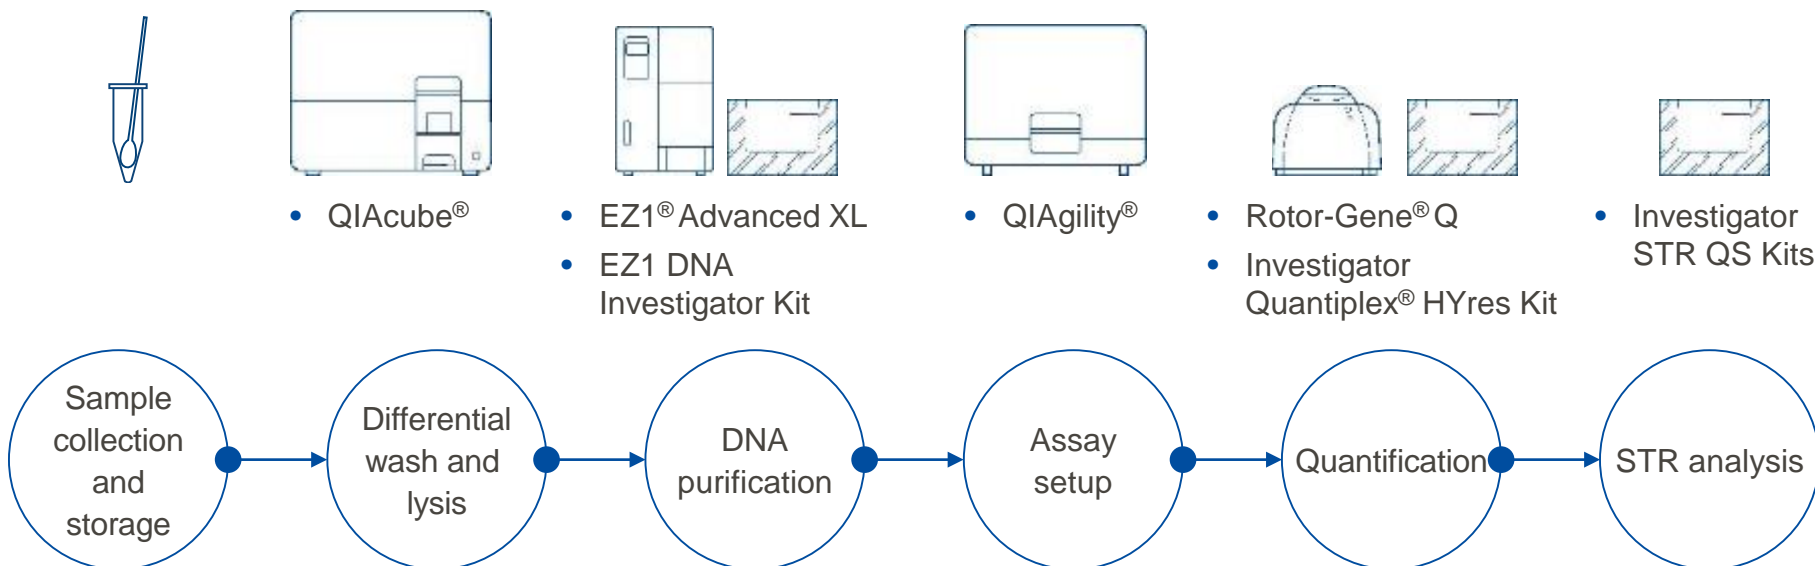 • QIAcube®
• EZ1® Advanced XL
• EZ1 DNA
Investigator Kit
• QIAgility®
• Rotor-Gene® Q
• Investigator
Quantiplex® HYres Kit
• Investigator
STR QS Kits
Sample
collection
and
storage
Differential
wash and
lysis
DNA
purification
Assay
setup
Quantification
STR analysis